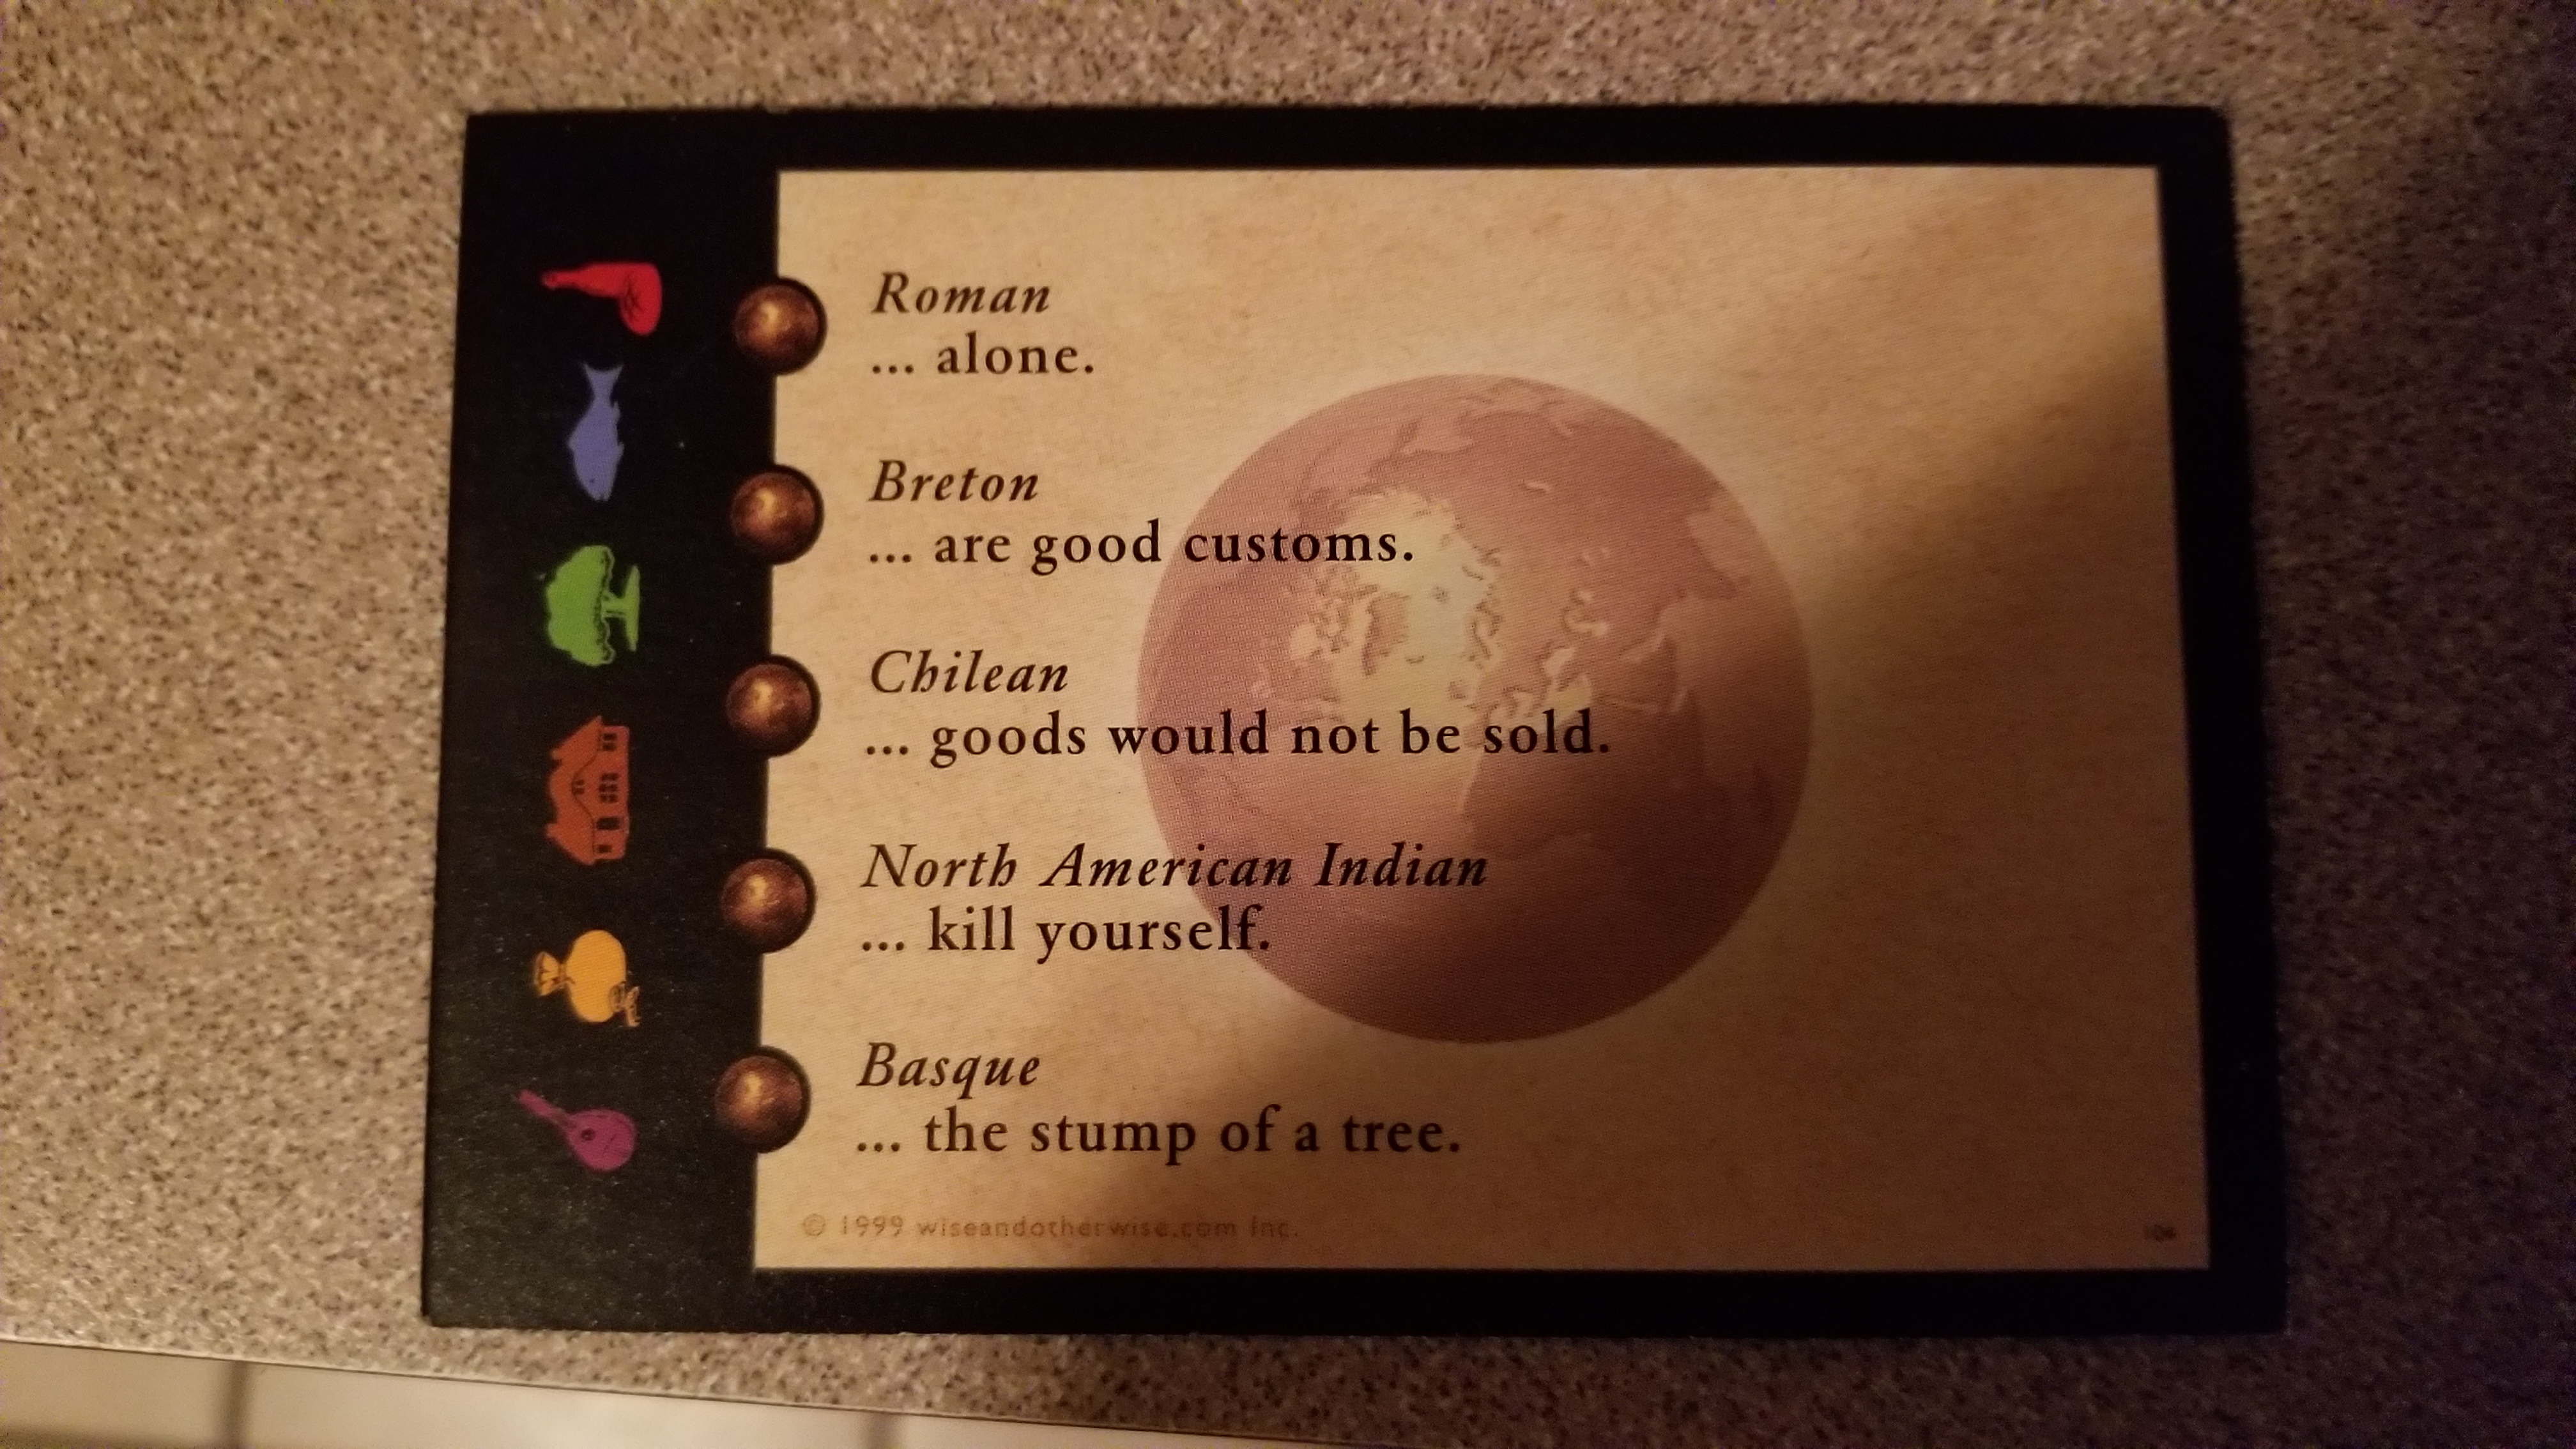 Roman
... alone.
Breton
... are good customs.
Chilean
... goods would not be sold.
North American Indian
... kill yourself.
Basque
... the stump of a tree.
© 1999 wiseandotherwise.com Inc.